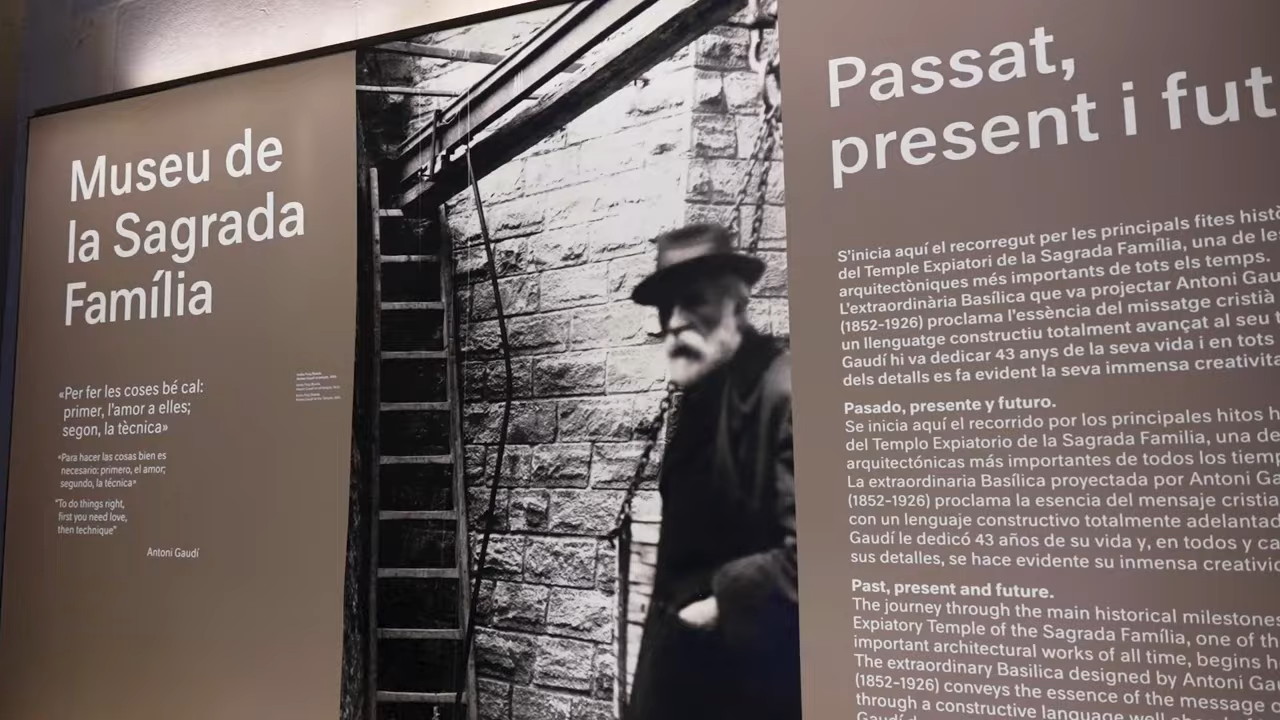 Museu de
la Sagrada
Família
«Per fer les coses bé cal:
primer, l'amor a elles;
segon, la tècnica»
«Para hacer las cosas bien es
necesario: primero, el amor;
segundo, la técnica»
"To do things right,
first you need love,
then technique"
Antoni Gaudí
Passat,
present i fut
S'inicia aquí el recorregut per les principals fites hist
del Temple Expiatori de la Sagrada Família, una de les
arquitectòniques més importants de tots els temps.
L'extraordinària Basílica que va projectar Antoni Gau
(1852-1926) proclama l'essència del missatge cristià
un llenguatge constructiu totalment avançat al seu t
Gaudí hi va dedicar 43 anys de la seva vida i en tots
dels detalls es fa evident la seva immensa creativita
Pasado, presente y futuro.
Se inicia aquí el recorrido por los principales hitos h
del Templo Expiatorio de la Sagrada Familia, una de
arquitectónicas más importantes de todos los tiemp
La extraordinaria Basílica proyectada por Antoni Ga
(1852-1926) proclama la esencia del mensaje cristia
con un lenguaje constructivo totalmente adelantad
Gaudí le dedicó 43 años de su vida y, en todos y ca
sus detalles, se hace evidente su inmensa creativid
Past, present and future.
The journey through the main historical milestones
Expiatory Temple of the Sagrada Família, one of th
important architectural works of all time, begins h
The extraordinary Basilica designed by Antoni Gau
(1852-1926) conveys the essence of the message o
through a constructive language well
Gaudí